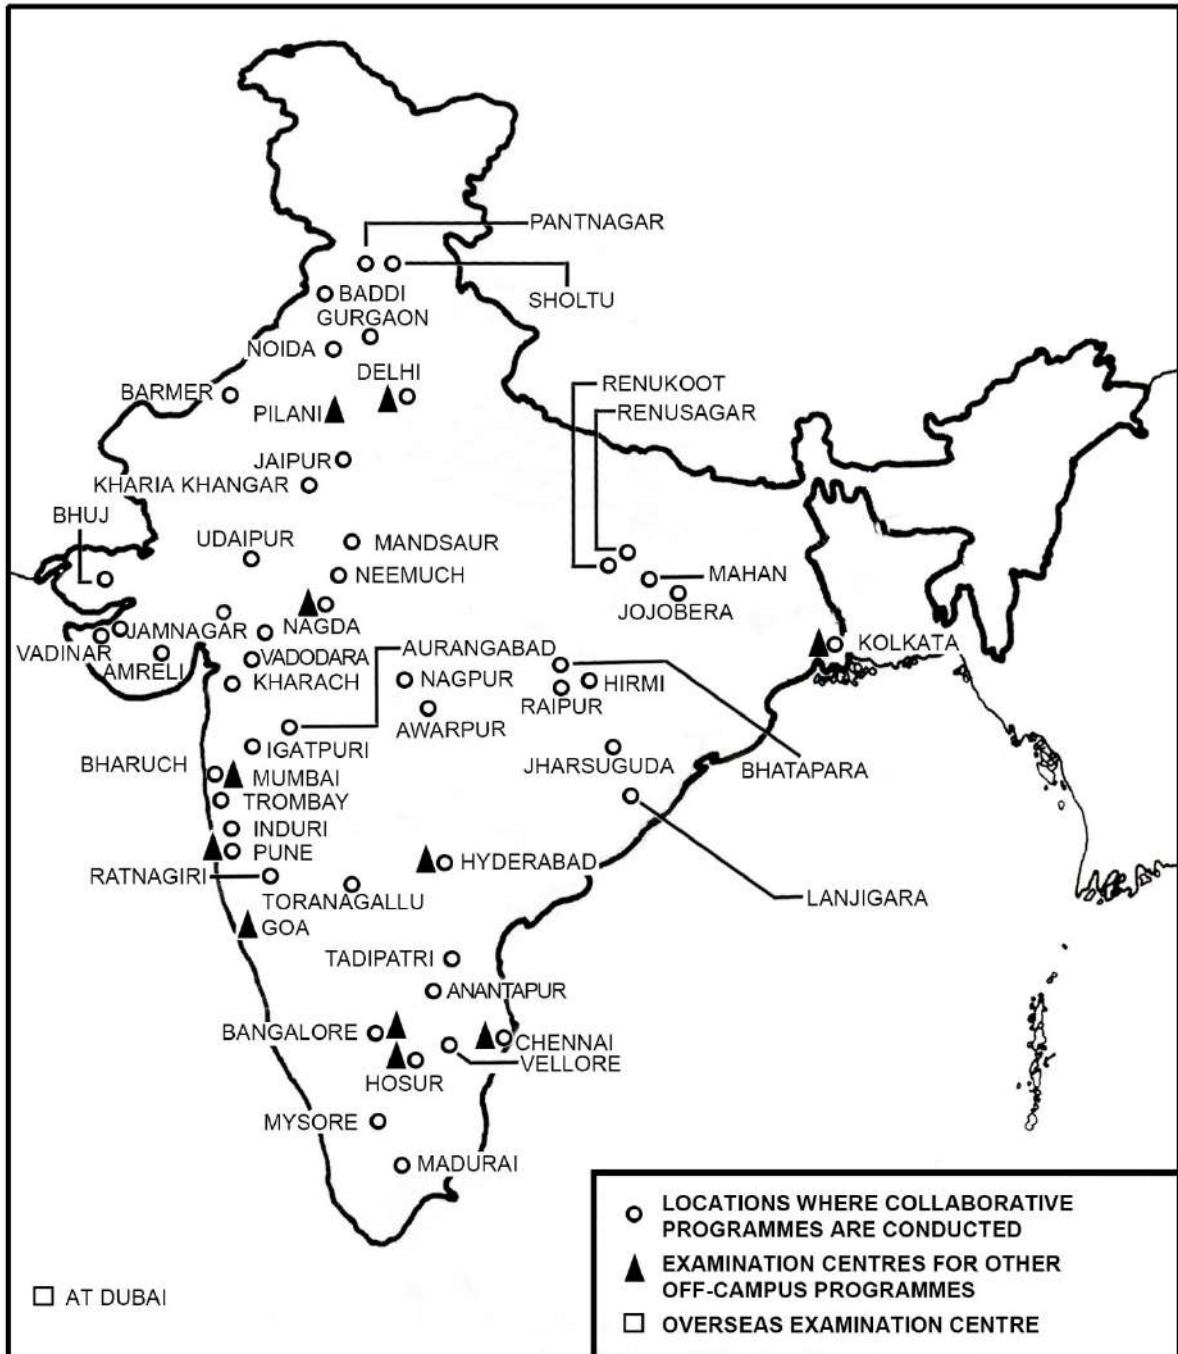 PANTNAGAR
SHOLTU
BADDI
GURGAON
NOIDA
DELHI
BARMER
PILANI
RENUKOOT
RENUSAGAR
JAIPUR
KHARIA KHANGAR
BHUJ
UDAIPUR
MANDSAUR
NEEMUCH
MAHAN
JOJOBERA
JAMNAGAR
NAGDA
VADINAR
AMRELI
VADODARA
AURANGABAD
KOLKATA
KHARACH
NAGPUR
HIRMI
RAIPUR
AWARPUR
IGATPURI
JHARSUGUDA
BHATAPARA
BHARUCH
MUMBAI
TROMBAY
INDURI
PUNE
HYDERABAD
RATNAGIRI
TORANAGALLU
LANJIGARA
GOA
TADIPATRI
ANANTAPUR
BANGALORE
CHENNAI
VELLORE
HOSUR
MYSORE
MADURAI
LOCATIONS WHERE COLLABORATIVE
PROGRAMMES ARE CONDUCTED
EXAMINATION CENTRES FOR OTHER
OFF-CAMPUS PROGRAMMES
OVERSEAS EXAMINATION CENTRE
AT DUBAI